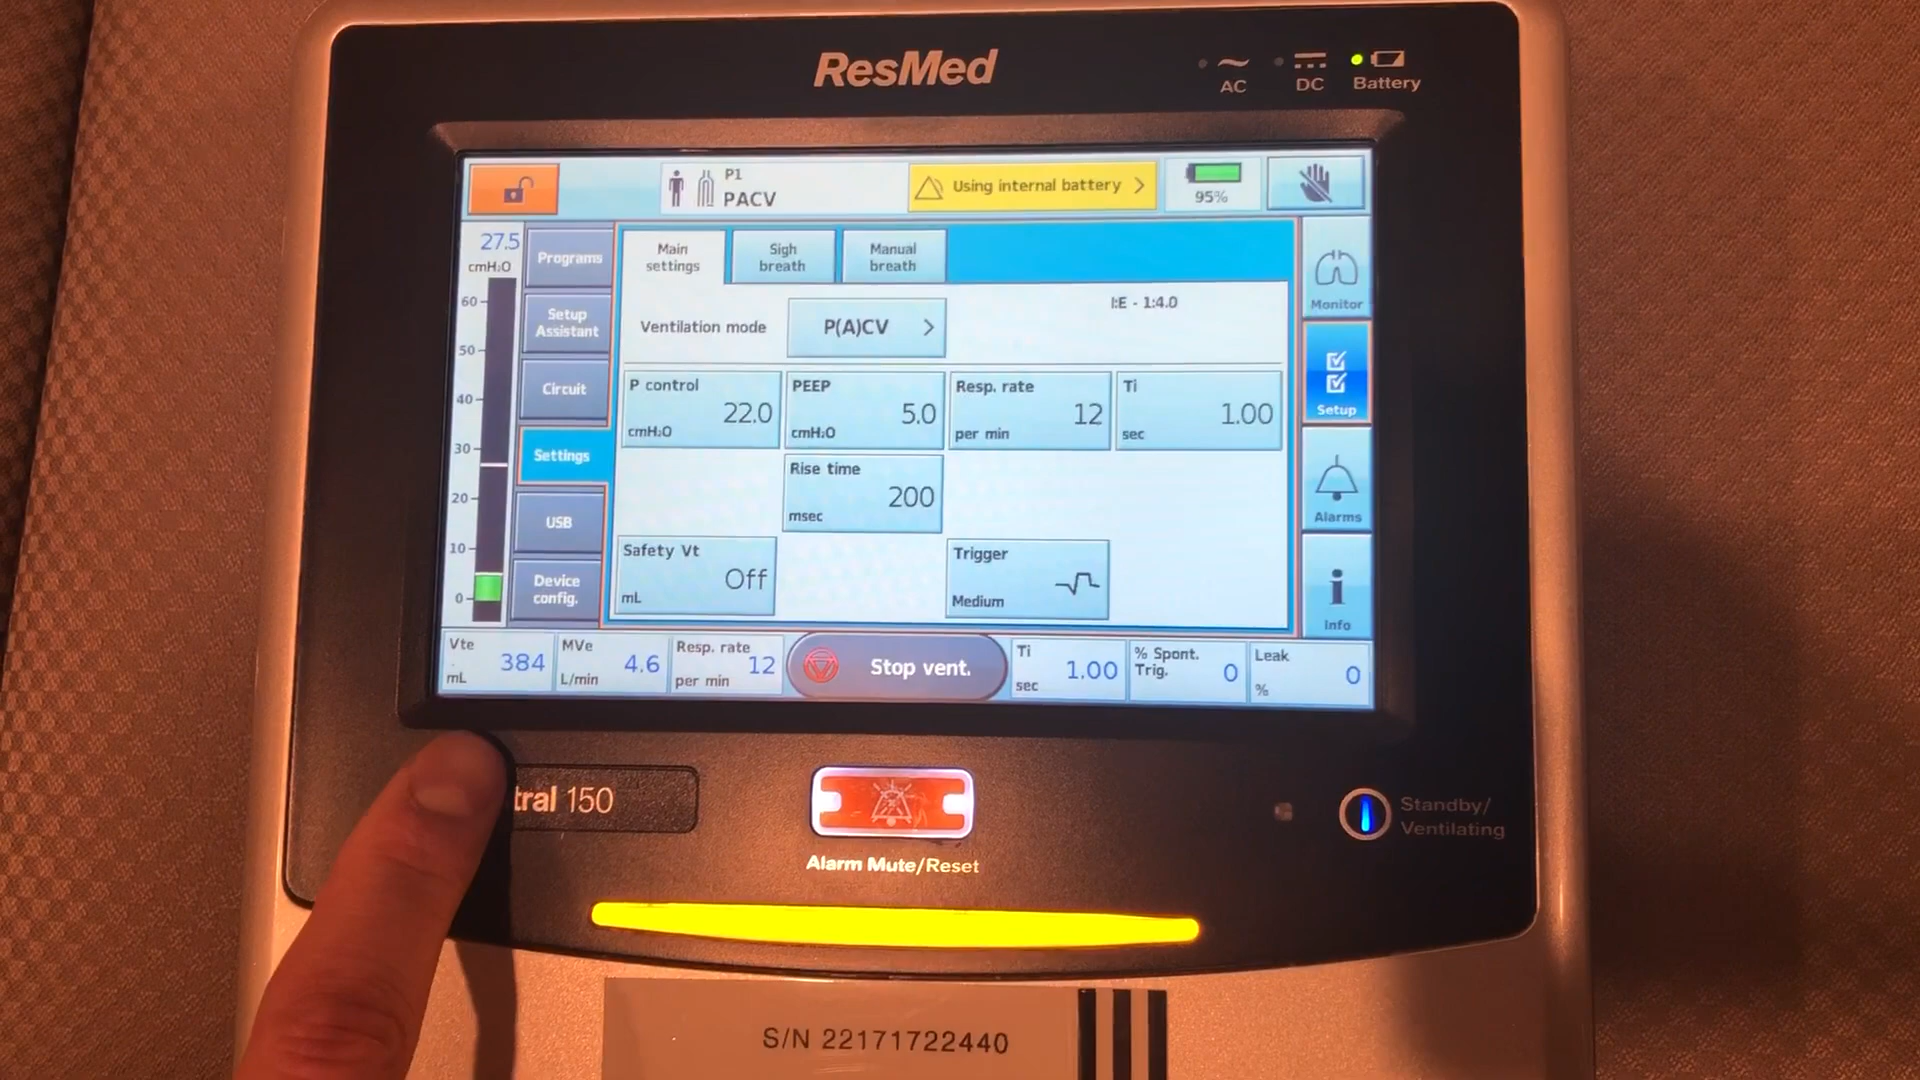 ResMed
AC
DC
Battery
P1
PACV
Using internal battery
95%
27.5
cmH₂O
60
50
40
30
20
10
0
Programs
Setup
Assistant
Circuit
Settings
USB
Device
config.
Main
settings
Sigh
breath
Manual
breath
I:E - 1:4.0
Ventilation mode
P(A)CV
P control
22.0
cmH₂O
PEEP
5.0
cmH₂O
Resp. rate
12
per min
Ti
1.00
sec
Rise time
200
msec
Safety Vt
Off
mL
Trigger
Medium
Monitor
Setup
Alarms
Info
Vte
384
mL
MVe
4.6
L/min
Resp. rate
12
per min
Stop vent.
Ti
1.00
sec
% Spont.
Trig.
0
Leak
0
%
tral 150
Alarm Mute/Reset
Standby/
Ventilating
S/N 22171722440